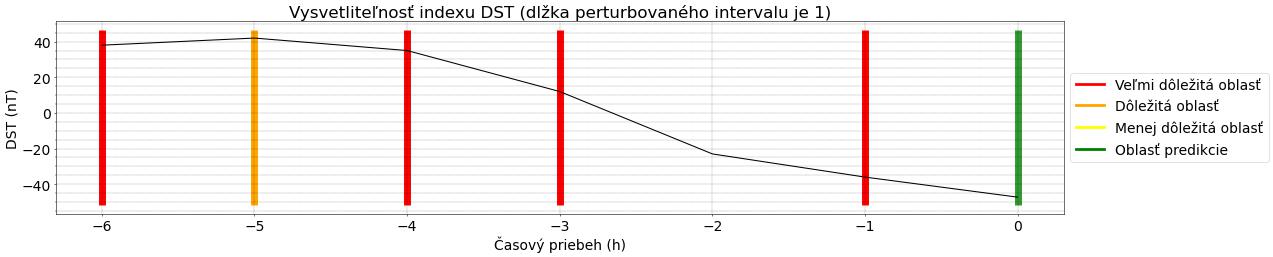 Vysvetliteľnosť indexu DST (dĺžka perturbovaného intervalu je 1)
DST (nT)
40
20
0
−20
−40
−6 −5 −4 −3 −2 −1 0
Časový priebeh (h)
Veľmi dôležitá oblasť
Dôležitá oblasť
Menej dôležitá oblasť
Oblasť predikcie